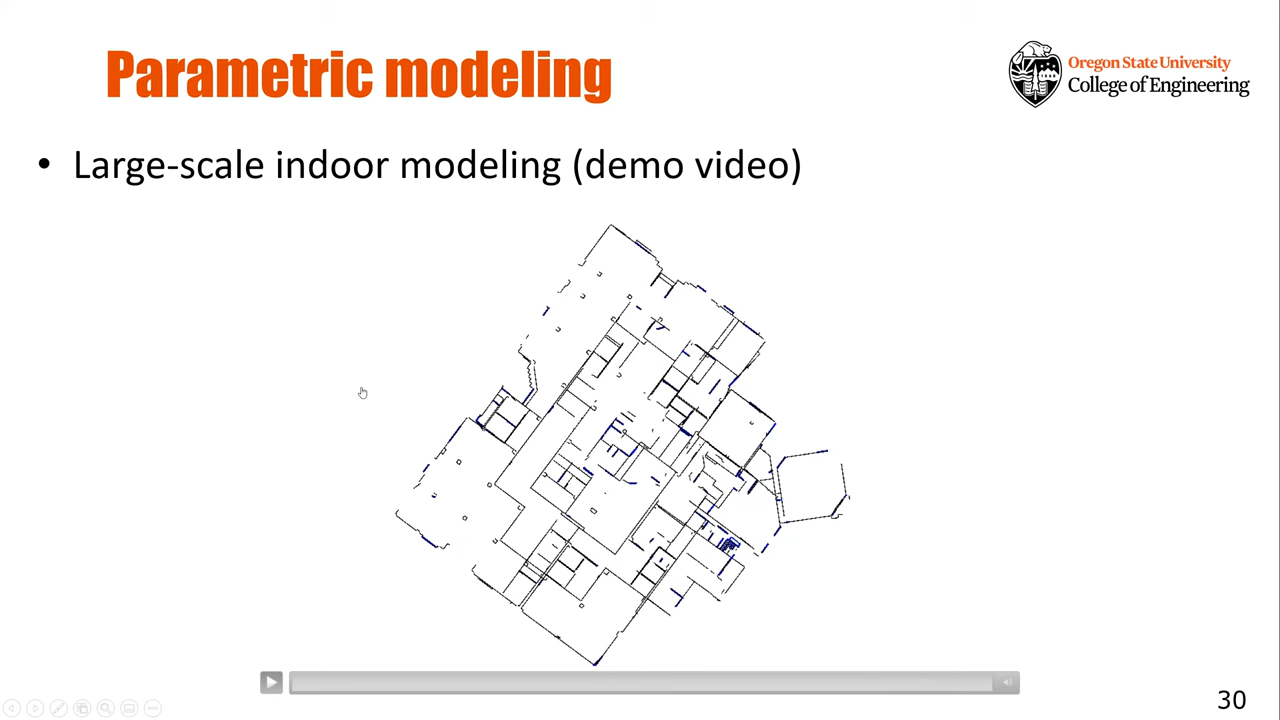 Parametric modeling
Oregon State University
College of Engineering
• Large-scale indoor modeling (demo video)
30